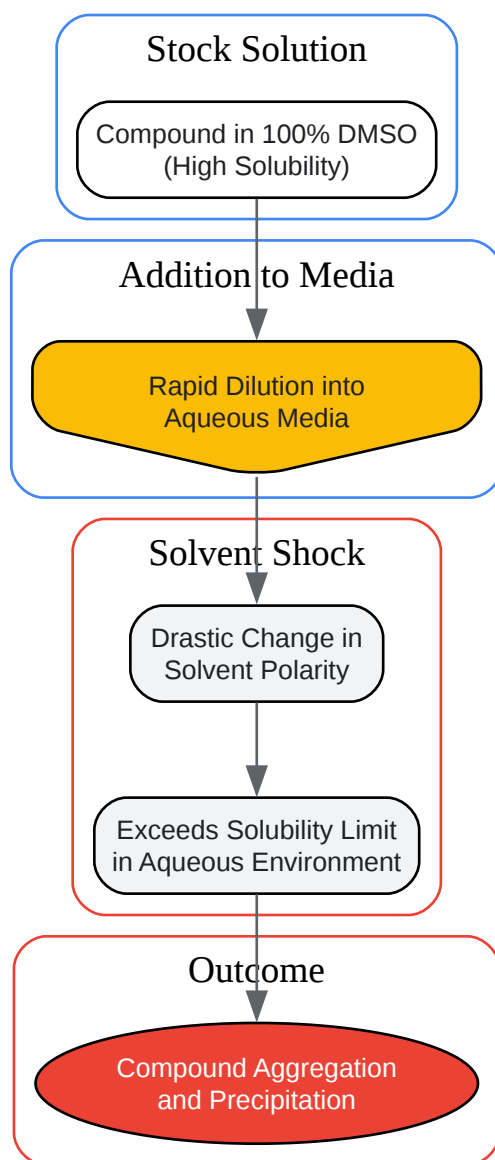 Stock Solution
Compound in 100% DMSO
(High Solubility)
Addition to Media
Rapid Dilution into
Aqueous Media
Solvent Shock
Drastic Change in
Solvent Polarity
Exceeds Solubility Limit
in Aqueous Environment
Outcome
Compound Aggregation
and Precipitation